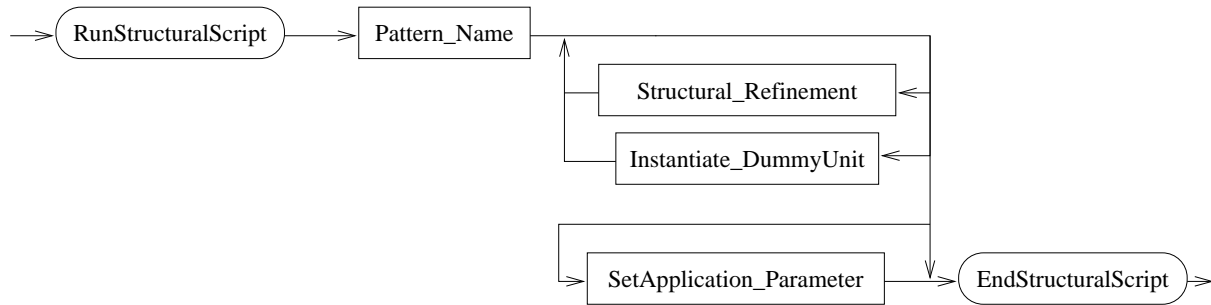 RunStructuralScript
Pattern_Name
Structural_Refinement
Instantiate_DummyUnit
SetApplication_Parameter
EndStructuralScript